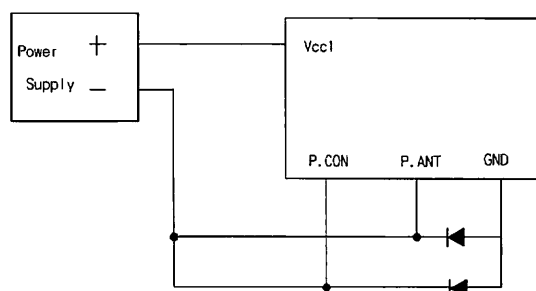 Power +
Supply −
Vcc1
P.CON P.ANT GND